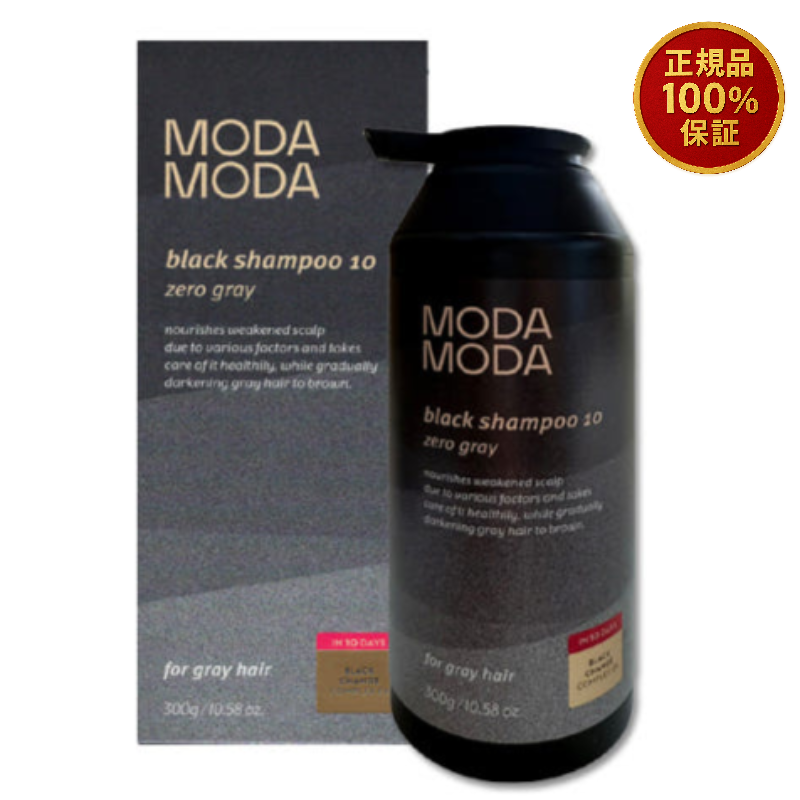 MODA
MODA
black shampoo 10
zero gray
nourishes weakened scalp
due to various factors and takes
care of it healthily, while gradually
darkening gray hair to brown.
for gray hair
300g/10.58 oz.
IN 10 DAYS
BLACK
CHANGE
MODA
MODA
black shampoo 10
zero gray
nourishes weakened scalp
due to various factors and takes
care of it healthily, while gradually
darkening gray hair to brown.
for gray hair
300g/10.58 oz.
IN 10 DAYS
BLACK
CHANGE
正規品
100%
保証